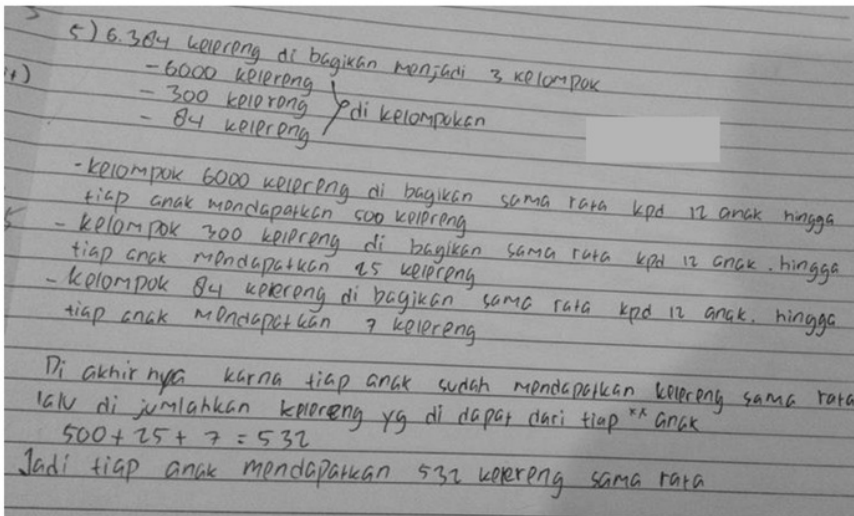 5) 6.384 kelereng di bagikan menjadi 3 kelompok
- 6000 kelereng
- 300 kelereng
- 84 kelereng
di kelompokan
- kelompok 6000 kelereng di bagikan sama rata kpd 12 anak hingga
tiap anak mendapatkan 500 kelereng
- kelompok 300 kelereng di bagikan sama rata kpd 12 anak. hingga
tiap anak mendapatkan 25 kelereng
- kelompok 84 kelereng di bagikan sama rata kpd 12 anak. hingga
tiap anak mendapatkan 7 kelereng
Di akhirnya karna tiap anak sudah mendapatkan kelereng sama rata
lalu di jumlahkan kelereng yg di dapat dari tiap ** anak
500 + 25 + 7 = 532
Jadi tiap anak mendapatkan 532 kelereng sama rata